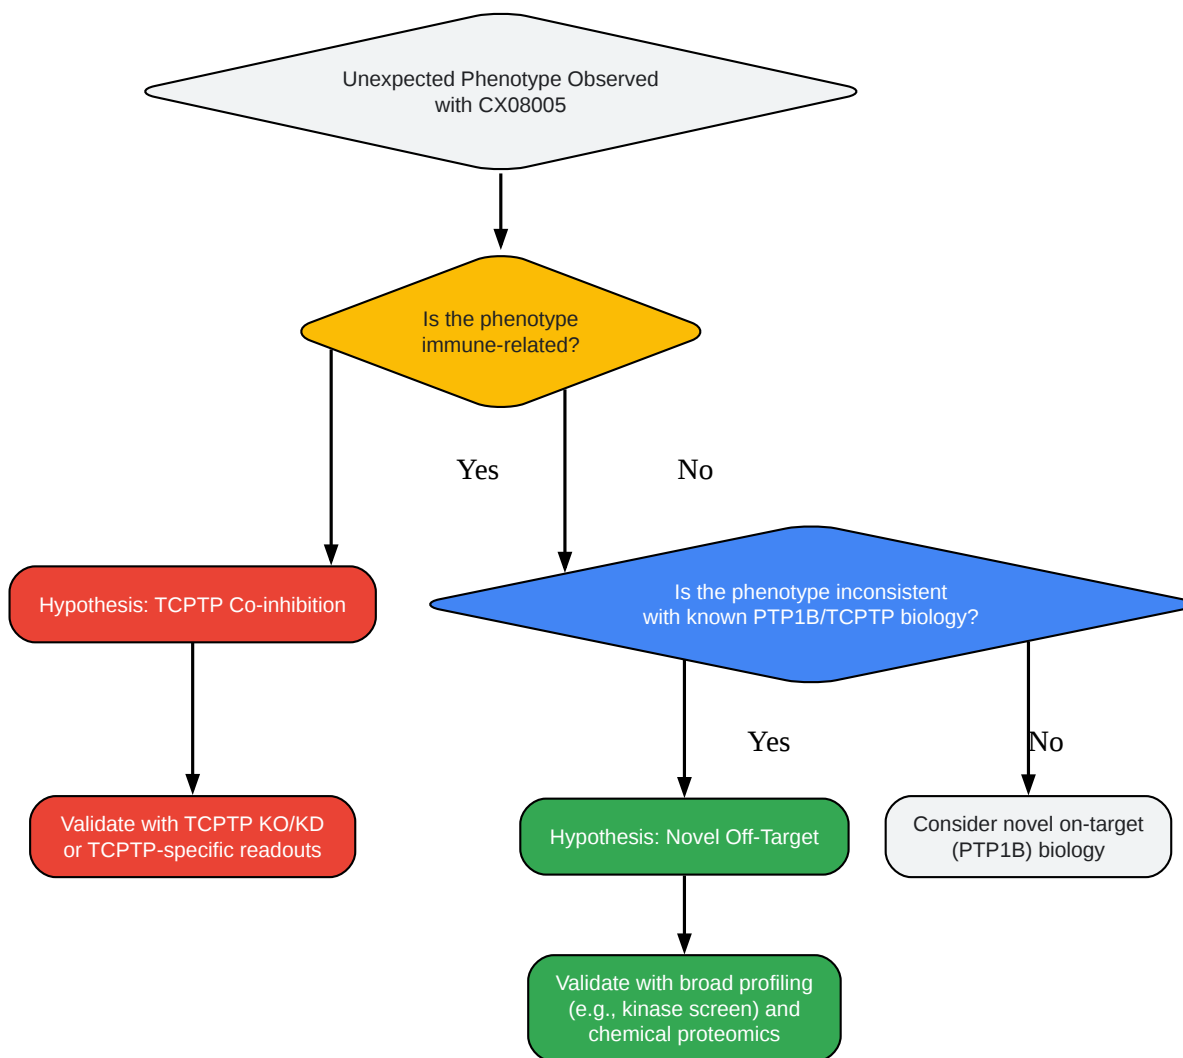 Unexpected Phenotype Observed
with CX08005
Is the phenotype
immune-related?
Yes
No
Hypothesis: TCPTP Co-inhibition
Is the phenotype inconsistent
with known PTP1B/TCPTP biology?
Yes
No
Validate with TCPTP KO/KD
or TCPTP-specific readouts
Hypothesis: Novel Off-Target
Consider novel on-target
(PTP1B) biology
Validate with broad profiling
(e.g., kinase screen) and
chemical proteomics